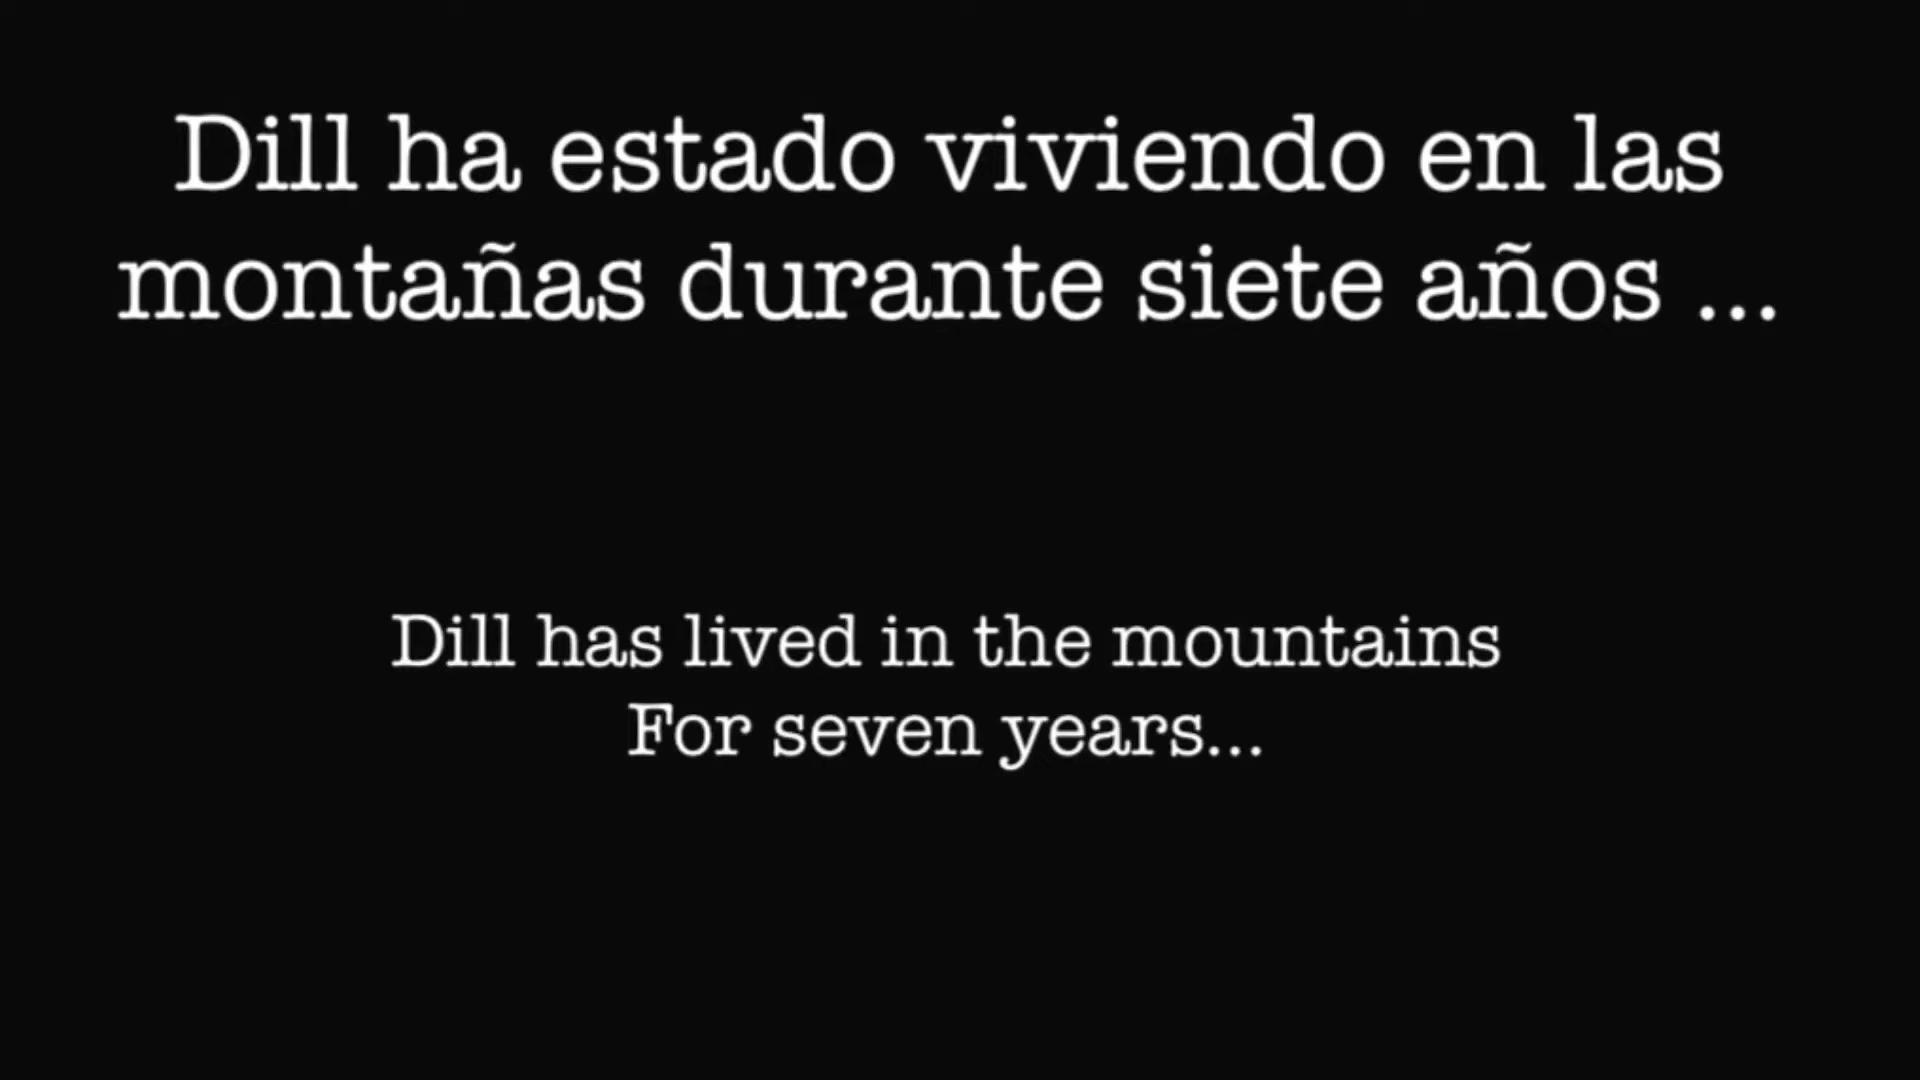 Dill ha estado viviendo en las
montañas durante siete años ...
Dill has lived in the mountains
For seven years...